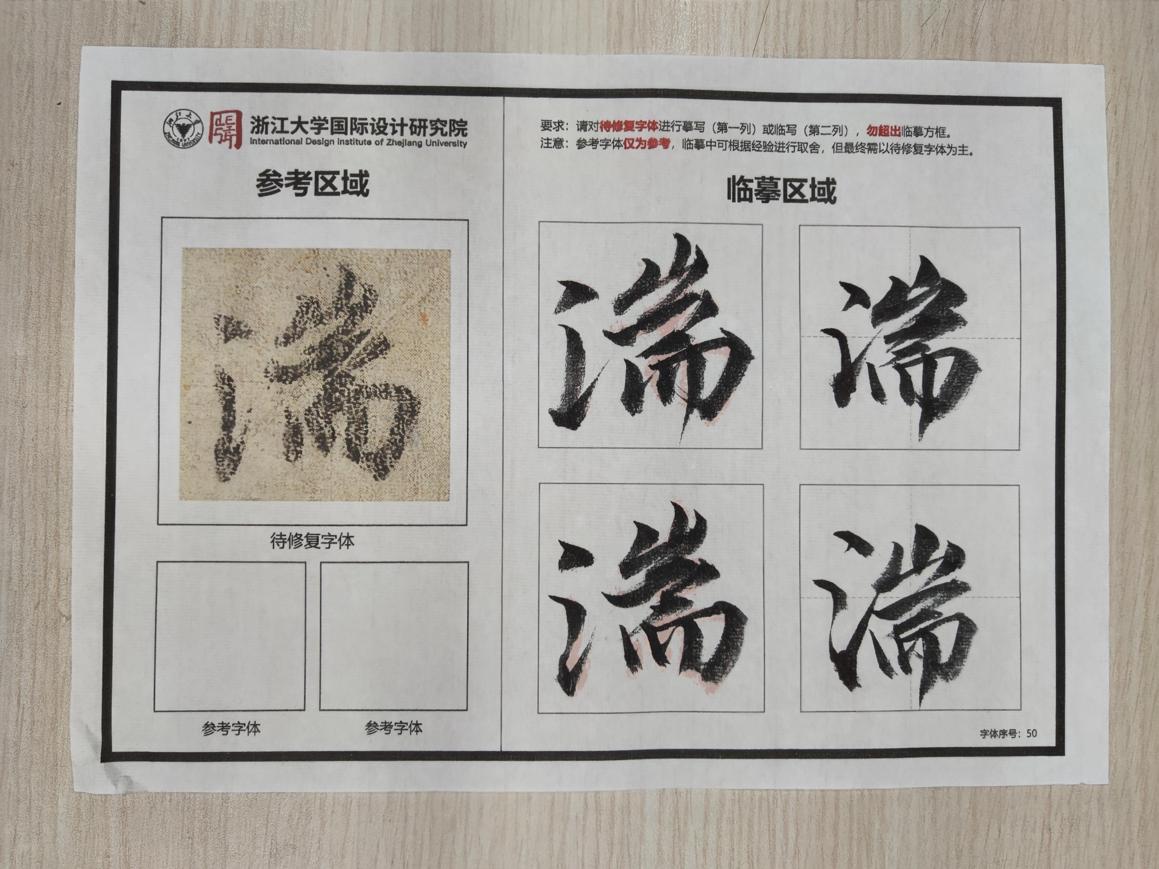 浙江大学国际设计研究院
International Design Institute of Zhejiang University
参考区域
湍
待修复字体
参考字体
参考字体
要求：请对待修复字体进行摹写（第一列）或临写（第二列），勿超出临摹方框。
注意：参考字体仅为参考，临摹中可根据经验进行取舍，但最终需以待修复字体为主。
临摹区域
湍 湍
湍 湍
字体序号：50